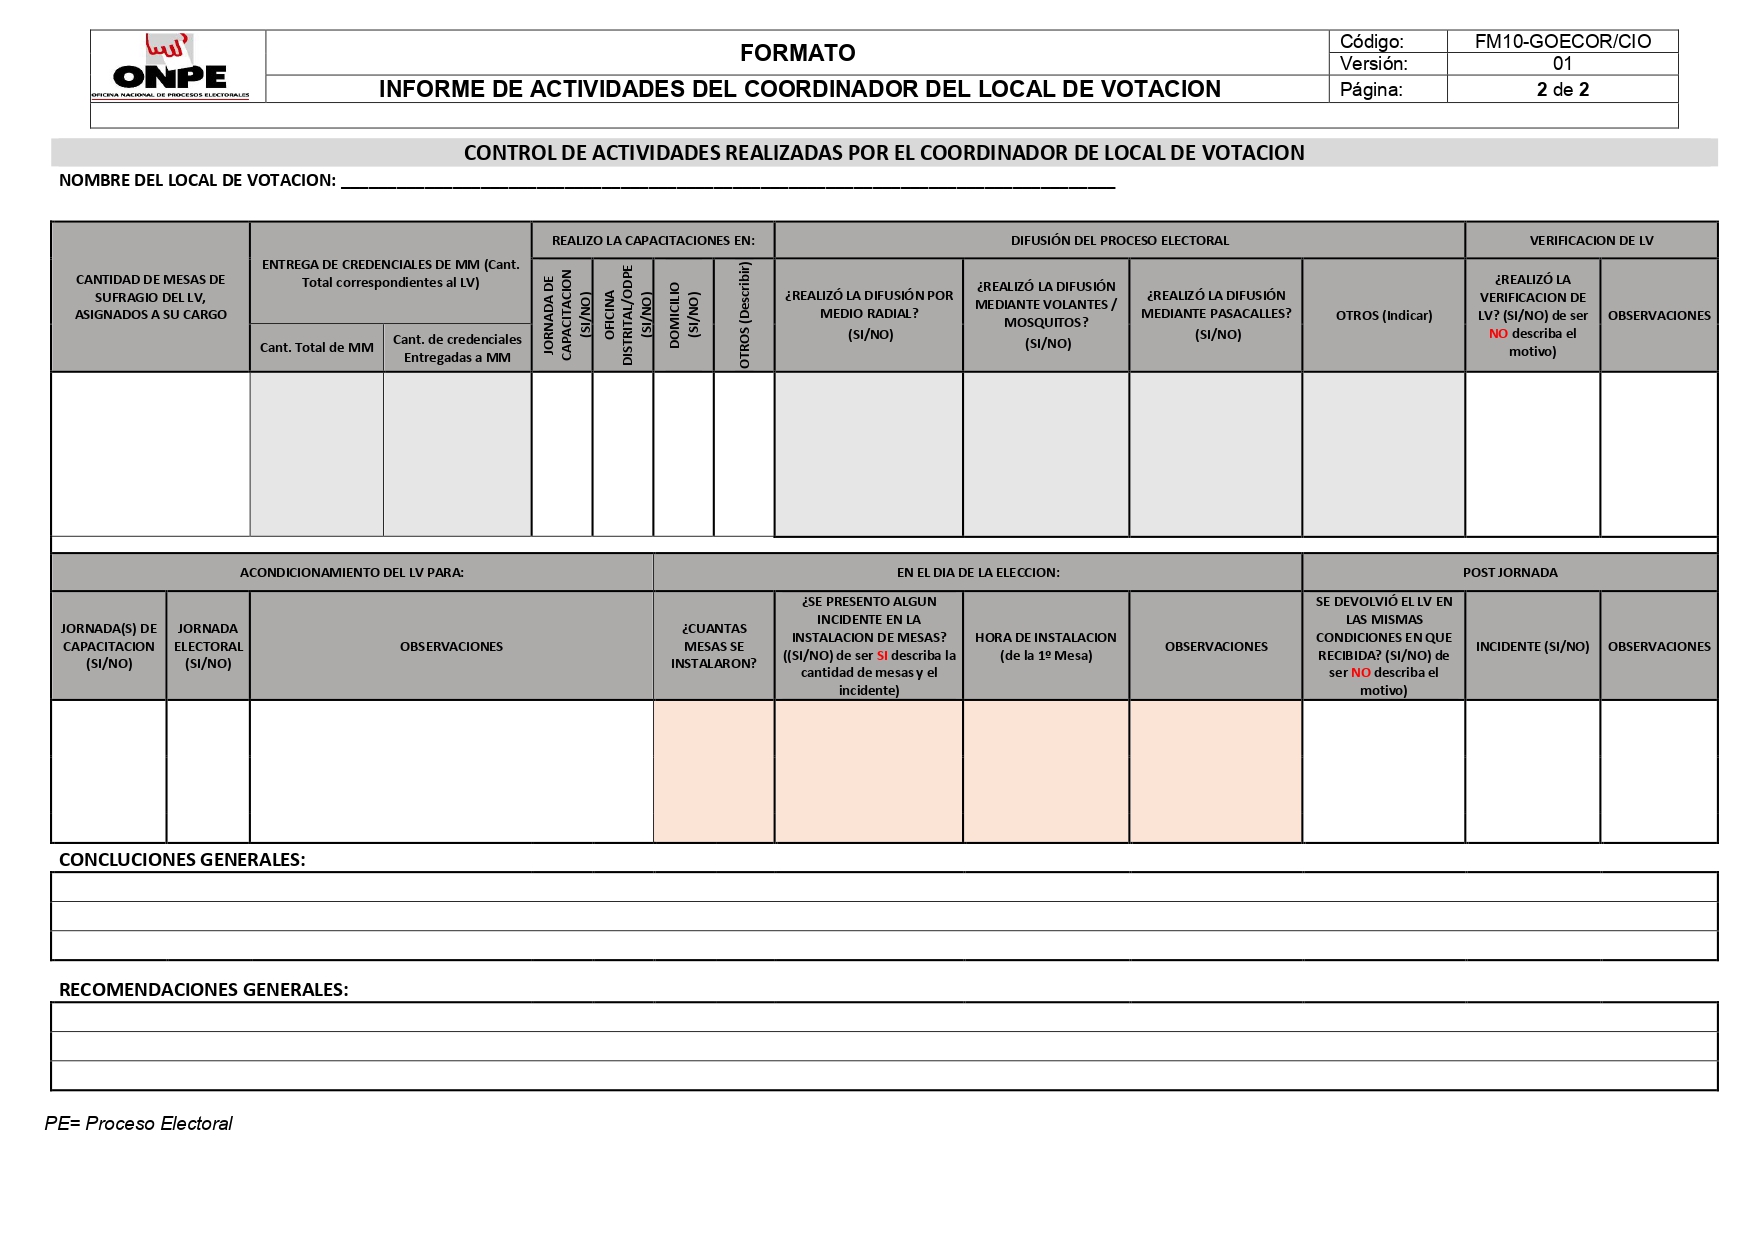 ONPE
OFICINA NACIONAL DE PROCESOS ELECTORALES
FORMATO
INFORME DE ACTIVIDADES DEL COORDINADOR DEL LOCAL DE VOTACION
Código: FM10-GOECOR/CIO
Versión: 01
Página: 2 de 2
CONTROL DE ACTIVIDADES REALIZADAS POR EL COORDINADOR DE LOCAL DE VOTACION
NOMBRE DEL LOCAL DE VOTACION:
CANTIDAD DE MESAS DE
SUFRAGIO DEL LV,
ASIGNADOS A SU CARGO
ENTREGA DE CREDENCIALES DE MM (Cant.
Total correspondientes al LV)
Cant. Total de MM
Cant. de credenciales
Entregadas a MM
REALIZO LA CAPACITACIONES EN:
JORNADA DE
CAPACITACION
(SI/NO)
OFICINA
DISTRITAL/ODPE
(SI/NO)
DOMICILIO
(SI/NO)
OTROS (Describir)
DIFUSIÓN DEL PROCESO ELECTORAL
¿REALIZÓ LA DIFUSIÓN POR
MEDIO RADIAL?
(SI/NO)
¿REALIZÓ LA DIFUSIÓN
MEDIANTE VOLANTES /
MOSQUITOS?
(SI/NO)
¿REALIZÓ LA DIFUSIÓN
MEDIANTE PASACALLES?
(SI/NO)
OTROS (Indicar)
VERIFICACION DE LV
¿REALIZÓ LA
VERIFICACION DE
LV? (SI/NO) de ser
NO describa el
motivo)
OBSERVACIONES
ACONDICIONAMIENTO DEL LV PARA:
JORNADA(S) DE
CAPACITACION
(SI/NO)
JORNADA
ELECTORAL
(SI/NO)
OBSERVACIONES
EN EL DIA DE LA ELECCION:
¿CUANTAS
MESAS SE
INSTALARON?
¿SE PRESENTO ALGUN
INCIDENTE EN LA
INSTALACION DE MESAS?
((SI/NO) de ser SI describa la
cantidad de mesas y el
incidente)
HORA DE INSTALACION
(de la 1º Mesa)
OBSERVACIONES
POST JORNADA
SE DEVOLVIÓ EL LV EN
LAS MISMAS
CONDICIONES EN QUE
RECIBIDA? (SI/NO) de
ser NO describa el
motivo)
INCIDENTE (SI/NO)
OBSERVACIONES
CONCLUCIONES GENERALES:
RECOMENDACIONES GENERALES:
PE= Proceso Electoral